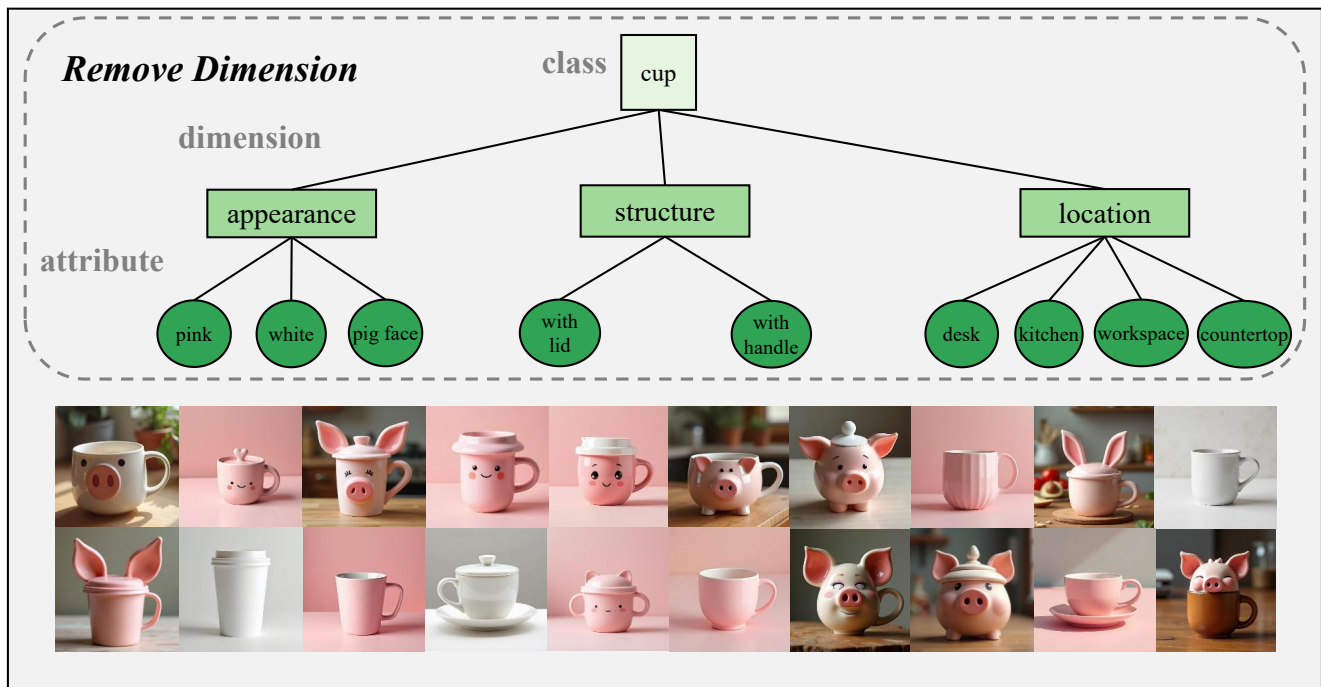 Remove Dimension
class
cup
dimension
appearance
structure
location
attribute
pink
white
pig face
with
lid
with
handle
desk
kitchen
workspace
countertop